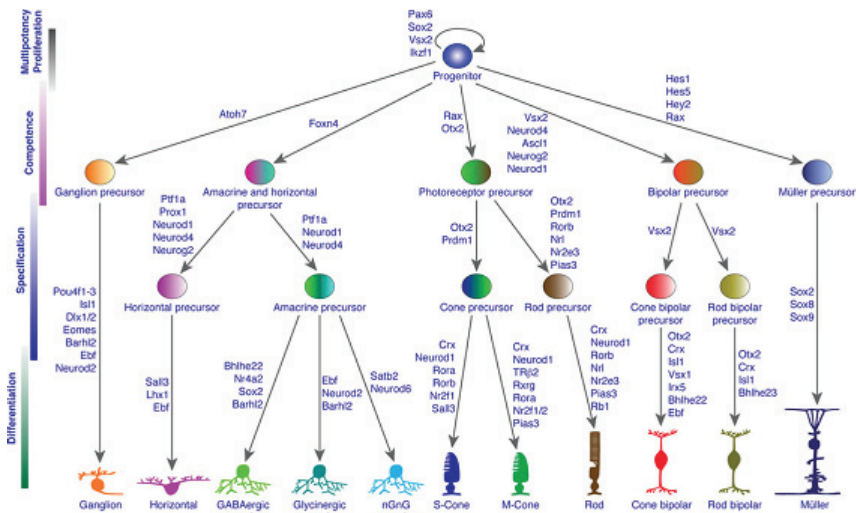 Multipotency
Proliferation
Competence
Specification
Differentiation
Pax6
Sox2
Vsx2
Ikzf1
Progenitor
Atoh7
Foxn4
Rax
Otx2
Vsx2
Neurod4
Ascl1
Neurog2
Neurod1
Hes1
Hes5
Hey2
Rax
Ganglion precursor
Amacrine and horizontal
precursor
Photoreceptor precursor
Bipolar precursor
Müller precursor
Ptf1a
Prox1
Neurod1
Neurod4
Neurog2
Ptf1a
Neurod1
Neurod4
Otx2
Prdm1
Otx2
Prdm1
Rorb
Nrl
Nr2e3
Pias3
Vsx2
Vsx2
Horizontal precursor
Amacrine precursor
Cone precursor
Rod precursor
Cone bipolar
precursor
Rod bipolar
precursor
Pou4f1-3
Isl1
Dlx1/2
Eomes
Barhl2
Ebf
Neurod2
Sall3
Lhx1
Ebf
Bhlhe22
Nr4a2
Sox2
Barhl2
Ebf
Neurod2
Barhl2
Satb2
Neurod6
Crx
Neurod1
Rora
Rorb
Nr2f1
Sall3
Crx
Neurod1
TRβ2
Rxrg
Rora
Nr2f1/2
Pias3
Crx
Neurod1
Rorb
Nrl
Nr2e3
Pias3
Rb1
Otx2
Crx
Isl1
Vsx1
Irx5
Bhlhe22
Ebf
Otx2
Crx
Isl1
Bhlhe23
Sox2
Sox8
Sox9
Ganglion
Horizontal
GABAergic
Glycinergic
nGnG
S-Cone
M-Cone
Rod
Cone bipolar
Rod bipolar
Müller